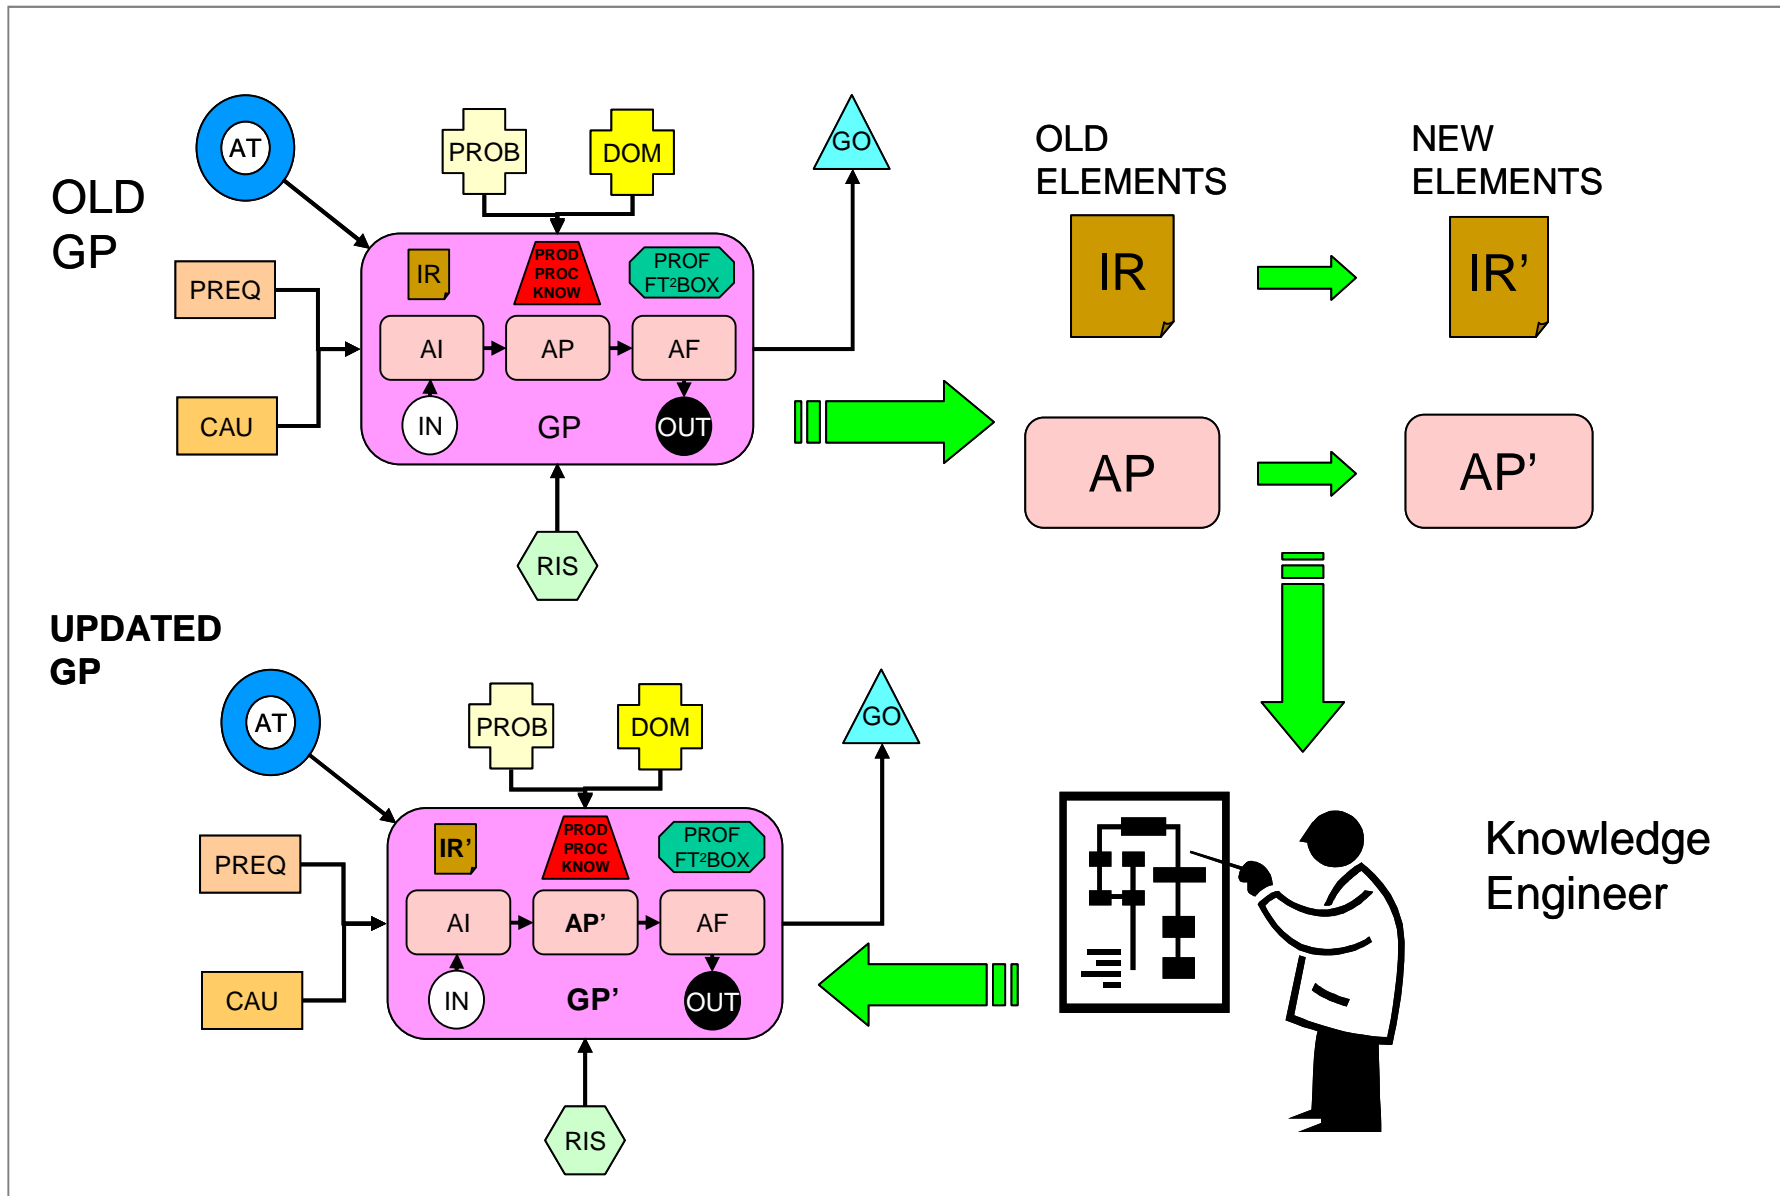 OLD
GP
AT
PROB
DOM
GO
PREQ
CAU
IR
PROD
PROC
KNOW
PROF
FT²BOX
AI
AP
AF
IN
GP
OUT
RIS
OLD
ELEMENTS
NEW
ELEMENTS
IR
IR’
AP
AP’
UPDATED
GP
AT
PROB
DOM
GO
PREQ
CAU
IR'
PROD
PROC
KNOW
PROF
FT²BOX
AI
AP'
AF
IN
GP’
OUT
RIS
Knowledge
Engineer